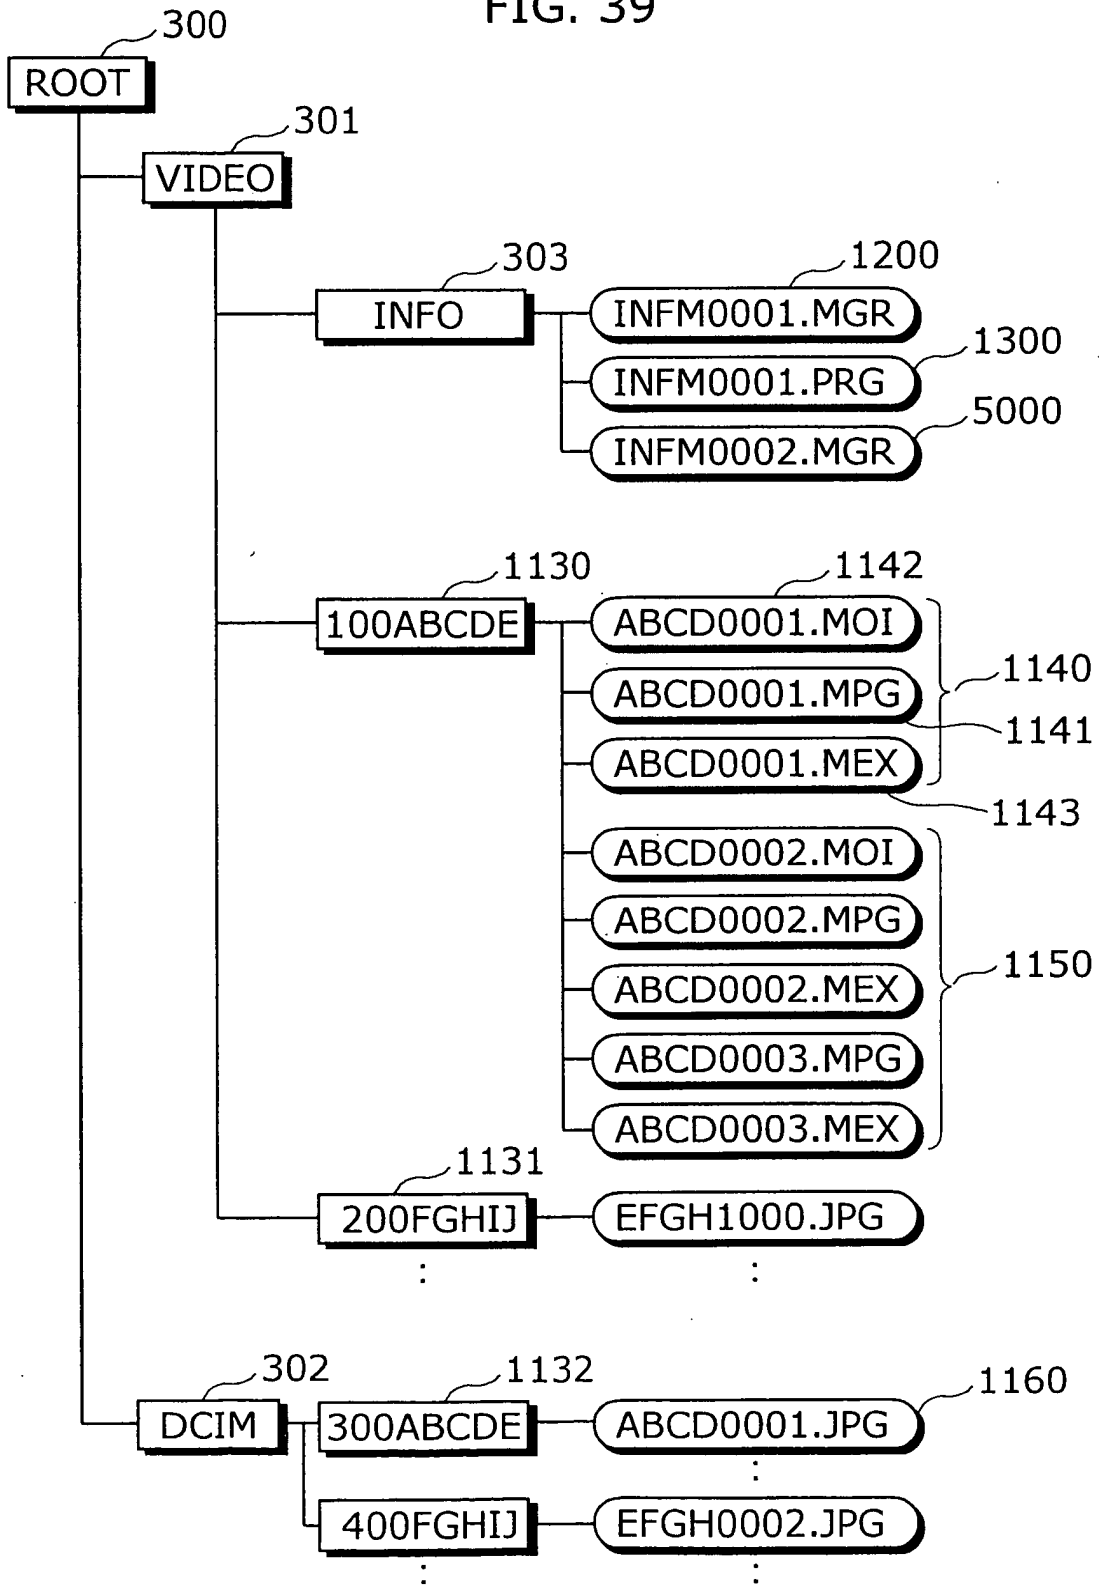 FIG. 39
300
ROOT
301
VIDEO
303
1200
INFO
INFM0001.MGR
1300
INFM0001.PRG
5000
INFM0002.MGR
1130
1142
100ABCDE
ABCD0001.MOI
1140
ABCD0001.MPG
1141
ABCD0001.MEX
1143
ABCD0002.MOI
ABCD0002.MPG
1150
ABCD0002.MEX
ABCD0003.MPG
ABCD0003.MEX
1131
200FGHIJ
EFGH1000.JPG
:
:
302
1132
1160
DCIM
300ABCDE
ABCD0001.JPG
:
400FGHIJ
EFGH0002.JPG
:
: